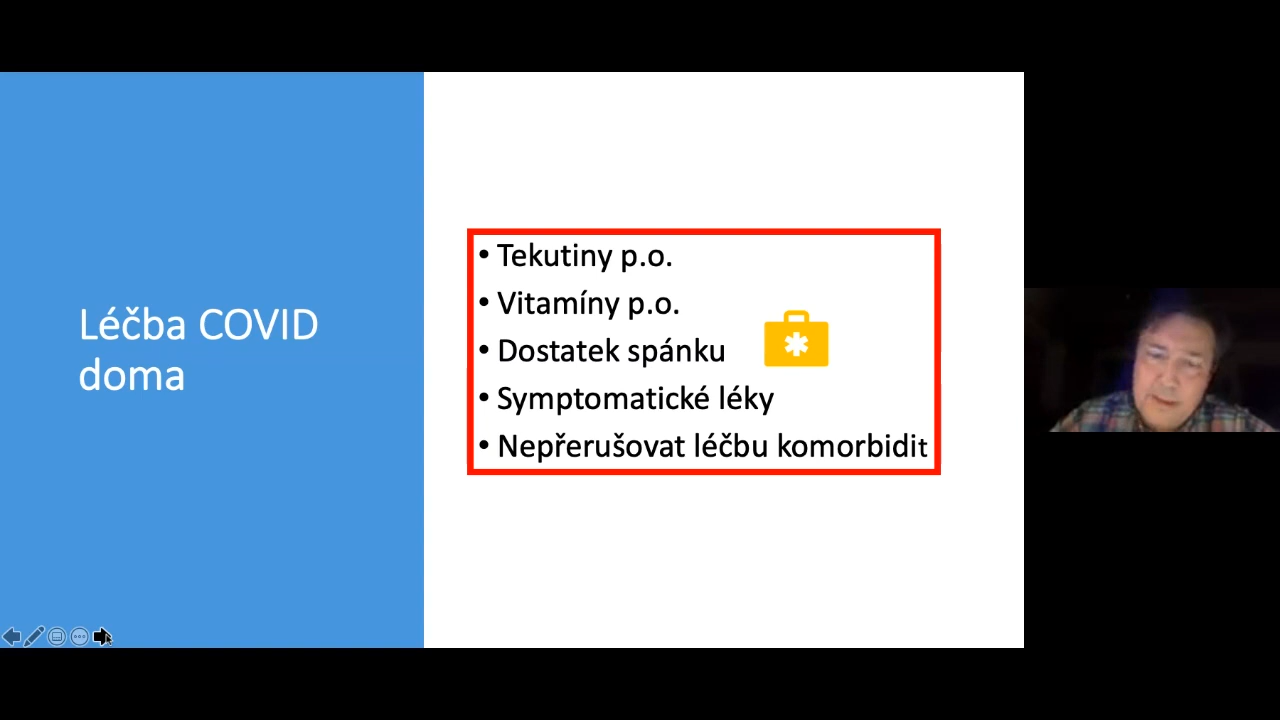 Léčba COVID
doma
• Tekutiny p.o.
• Vitamíny p.o.
• Dostatek spánku
• Symptomatické léky
• Nepřerušovat léčbu komorbidit